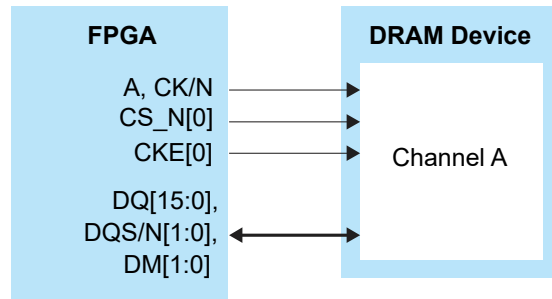 FPGA
DRAM Device
A, CK/N
CS_N[0]
CKE[0]
Channel A
DQ[15:0],
DQS/N[1:0],
DM[1:0]